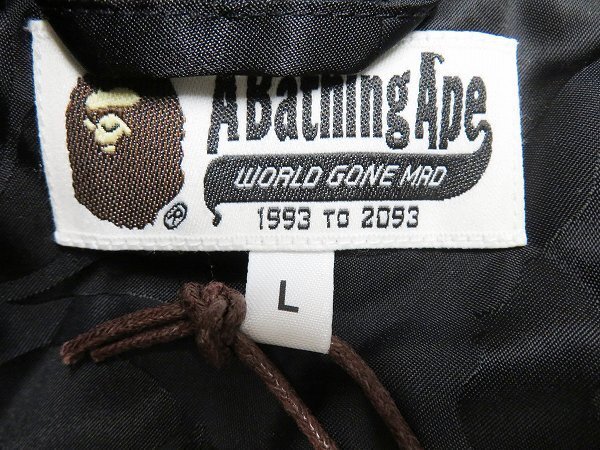 A Bathing Ape
®
WORLD GONE MAD
1993 TO 2093
L